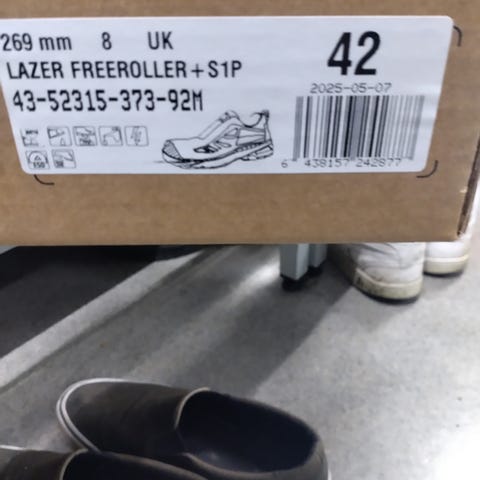 269 mm 8 UK
LAZER FREEROLLER+S1P
43-52315-373-92M
42
2025-05-07
6 438157 242877